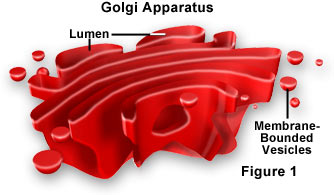 Golgi Apparatus
Lumen
Membrane-
Bounded
Vesicles
Figure 1